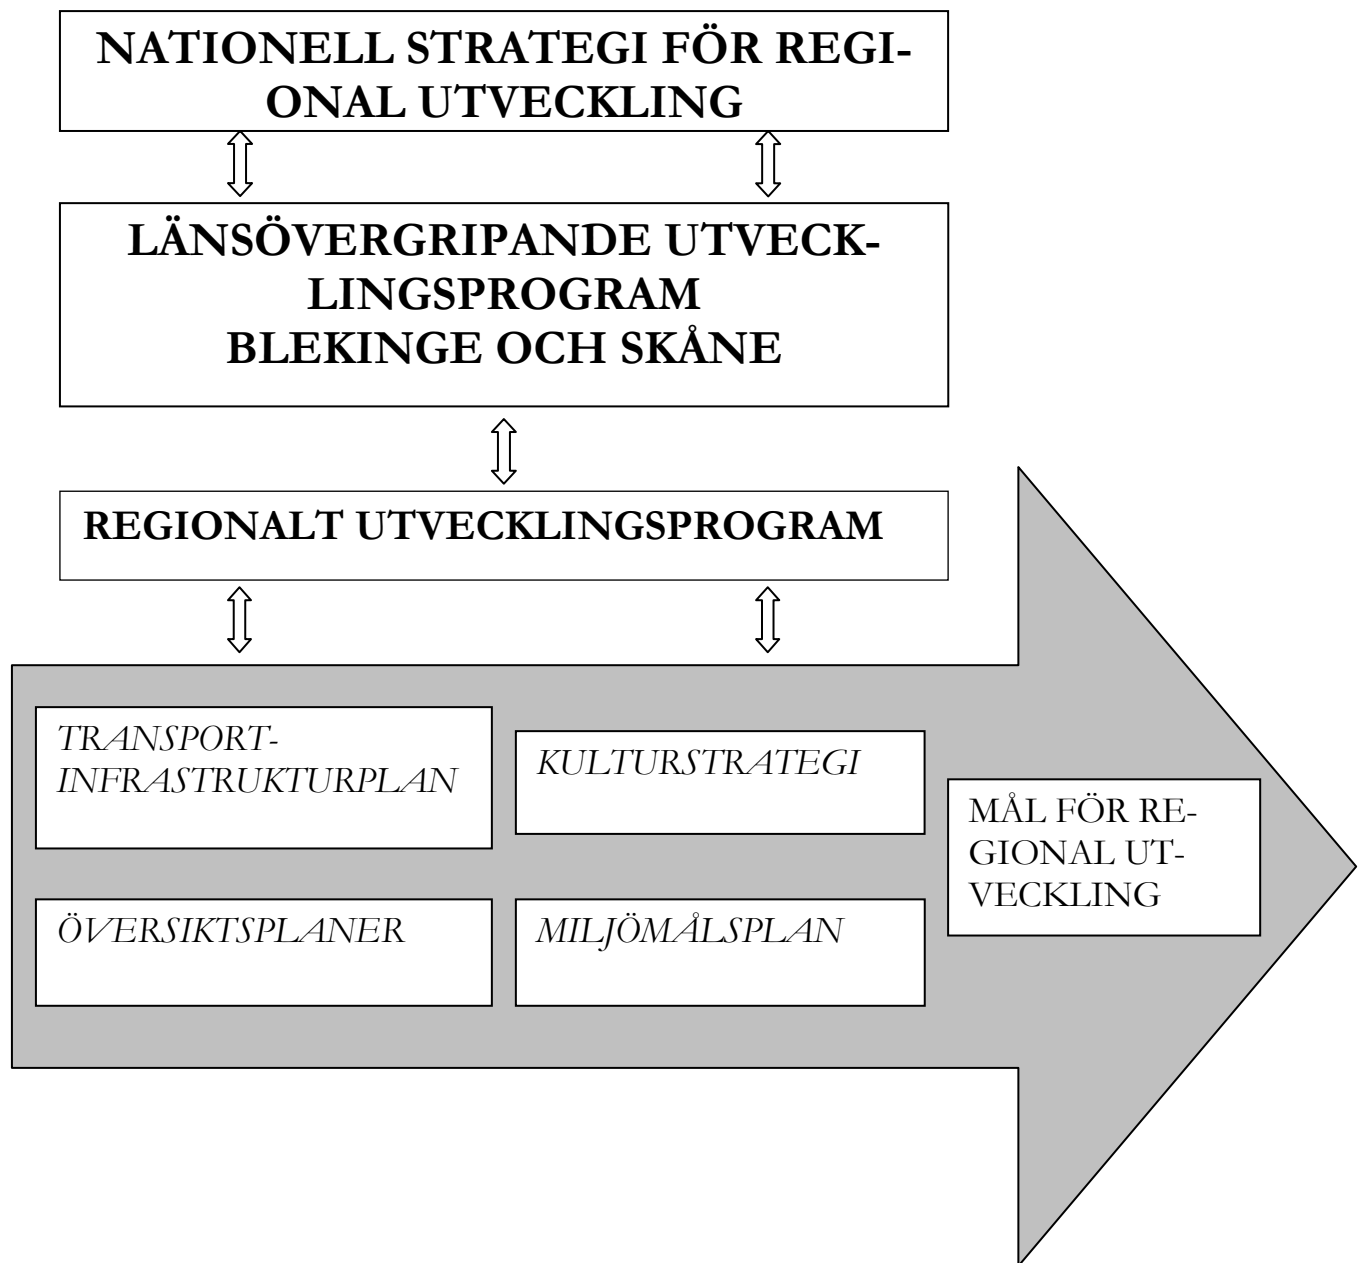 NATIONELL STRATEGI FÖR REGI-
ONAL UTVECKLING
LÄNSÖVERGRIPANDE UTVECK-
LINGSPROGRAM
BLEKINGE OCH SKÅNE
REGIONALT UTVECKLINGSPROGRAM
TRANSPORT-
INFRASTRUKTURPLAN
KULTURSTRATEGI
ÖVERSIKTSPLANER
MILJÖMÅLSPLAN
MÅL FÖR RE-
GIONAL UT-
VECKLING